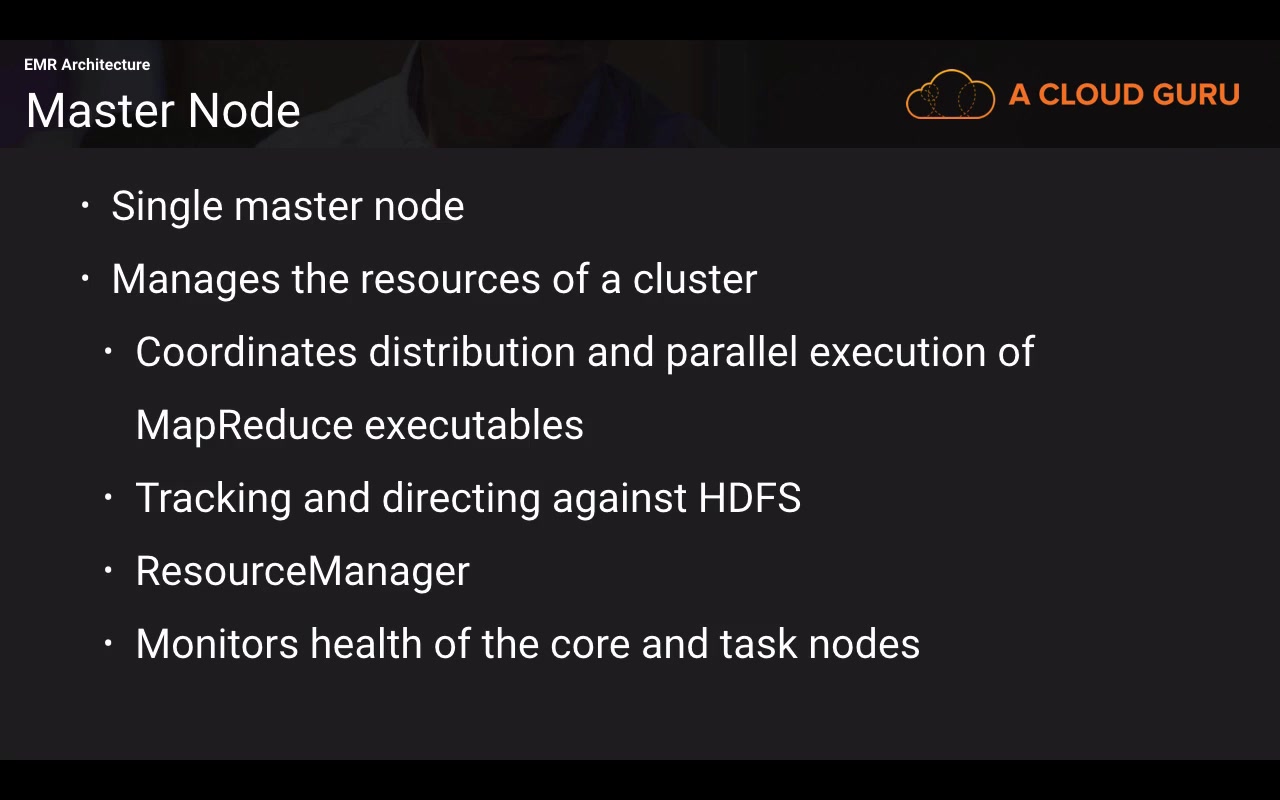 EMR Architecture
Master Node
A CLOUD GURU
• Single master node
• Manages the resources of a cluster
• Coordinates distribution and parallel execution of
MapReduce executables
• Tracking and directing against HDFS
• ResourceManager
• Monitors health of the core and task nodes